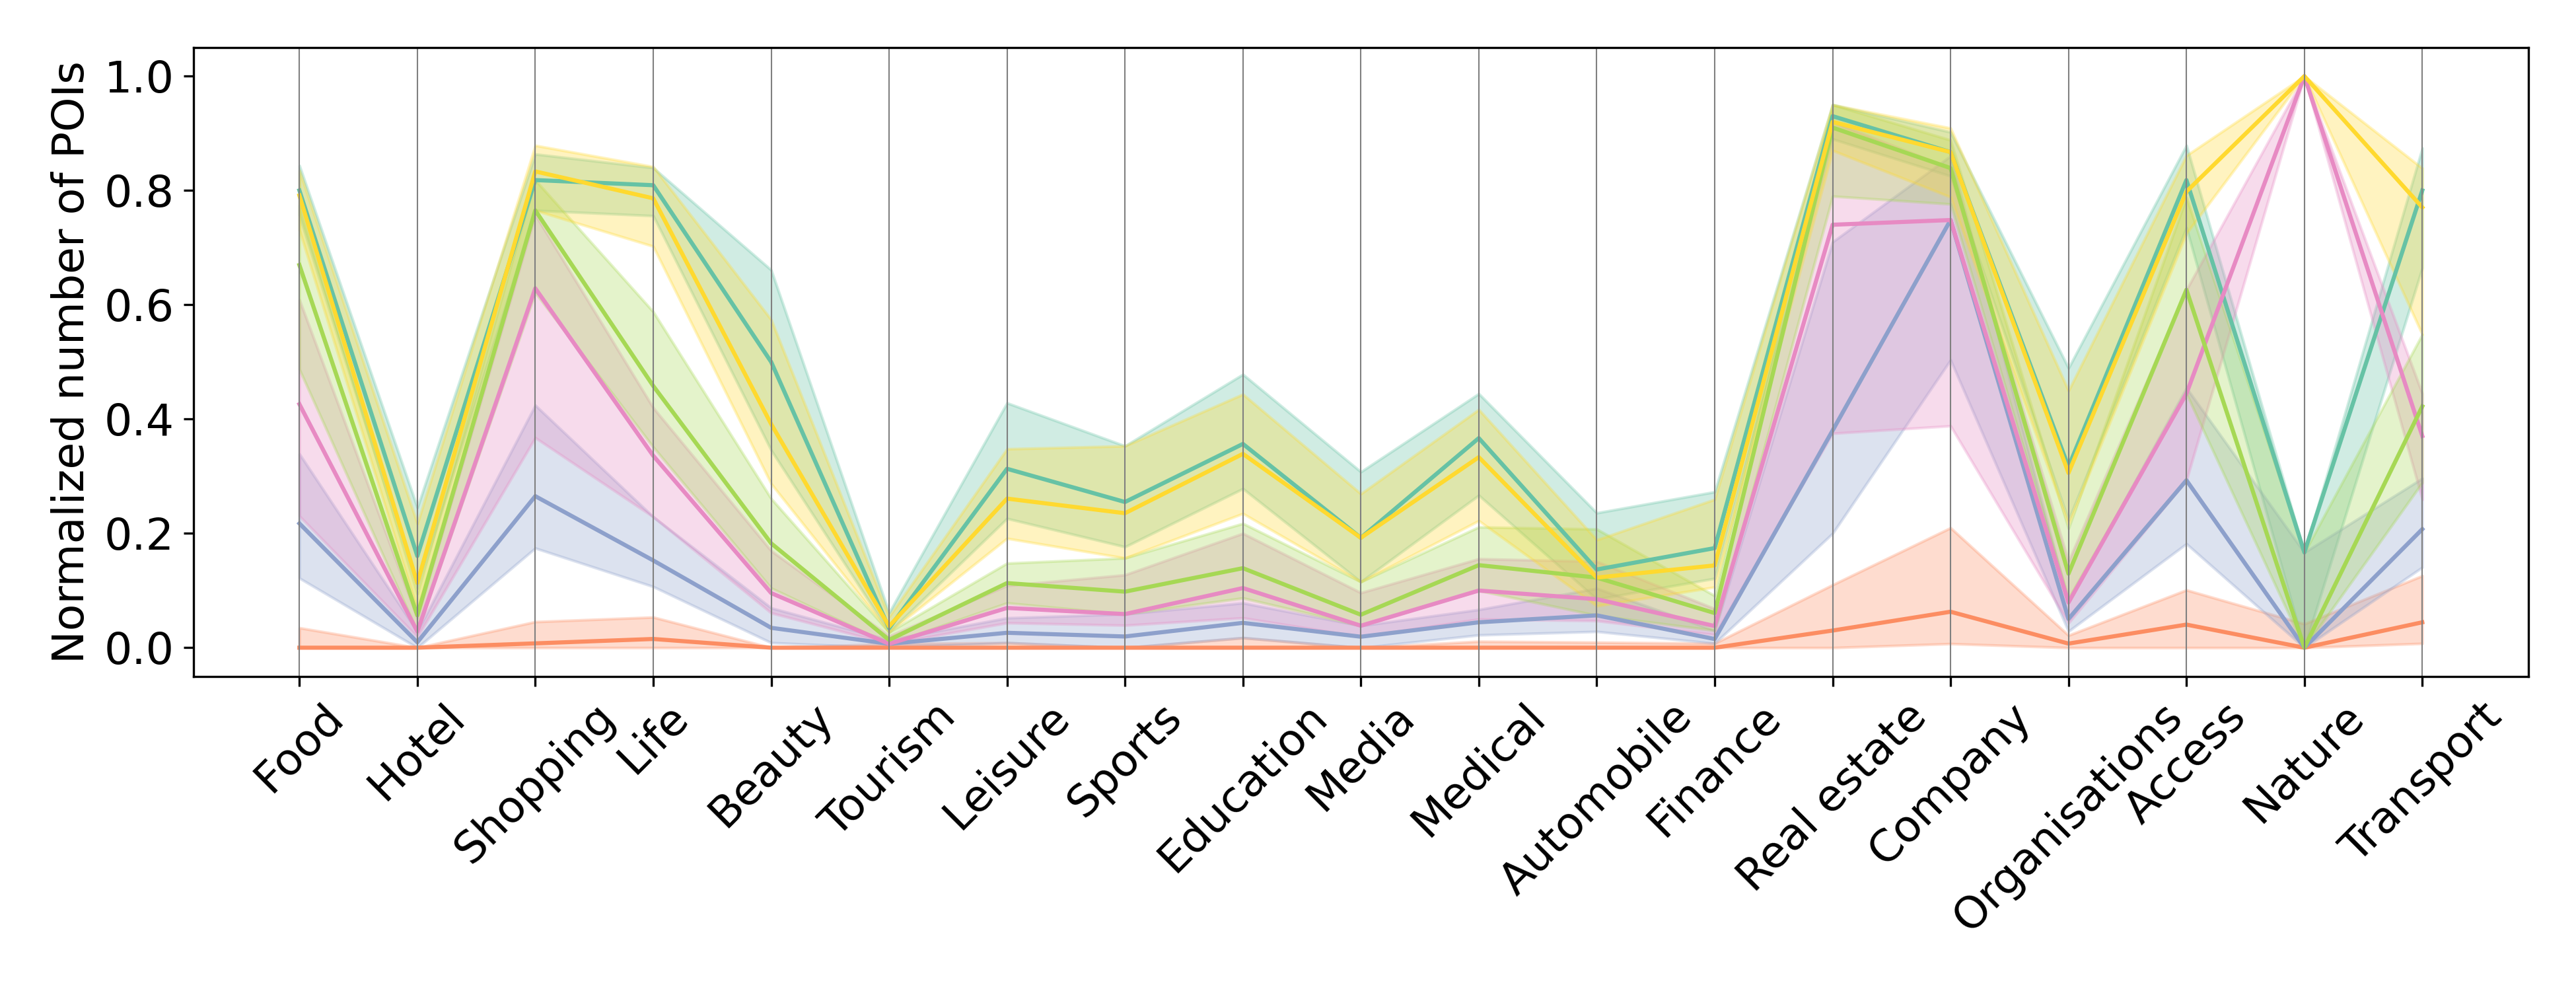 Normalized number of POIs
1.0
0.8
0.6
0.4
0.2
0.0
Food
Hotel
Shopping
Life
Beauty
Tourism
Leisure
Sports
Education
Media
Medical
Automobile
Finance
Real estate
Company
Organisations
Access
Nature
Transport